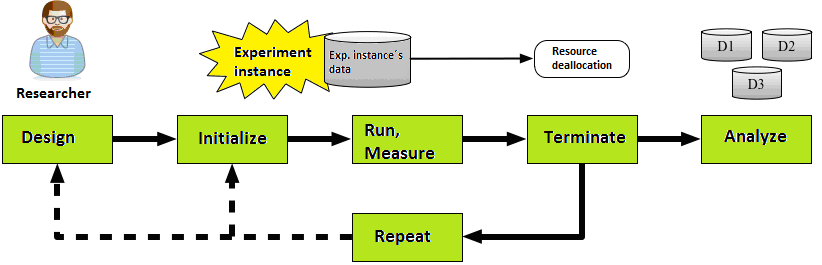 Researcher
Experiment
instance
Exp. instance´s
data
Resource
deallocation
D1
D2
D3
Design
Initialize
Run,
Measure
Terminate
Analyze
Repeat